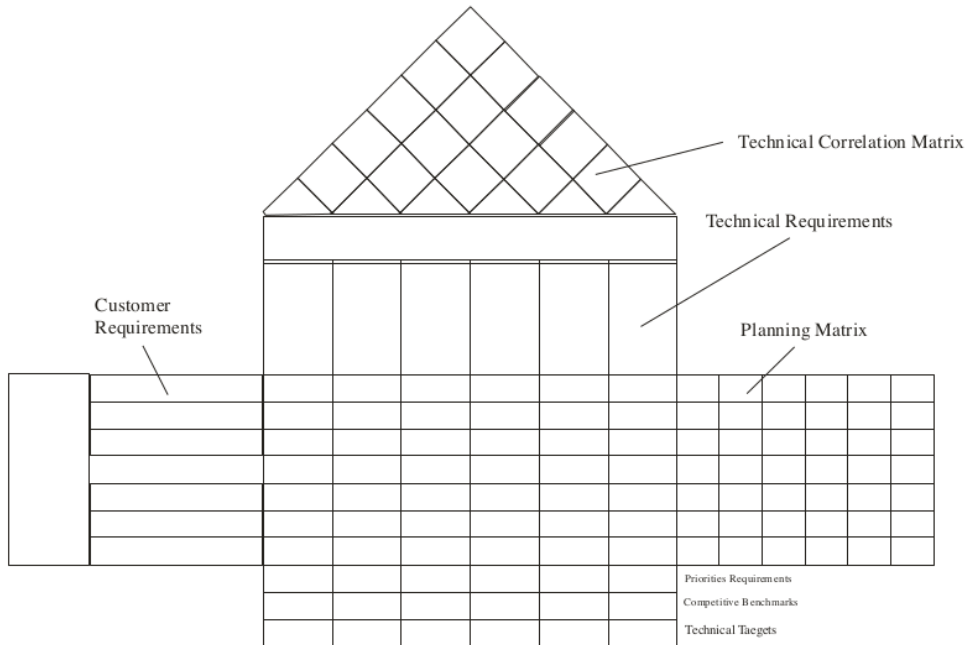 Technical Correlation Matrix
Technical Requirements
Customer
Requirements
Planning Matrix
Priorities Requirements
Competitive Benchmarks
Technical Taegets